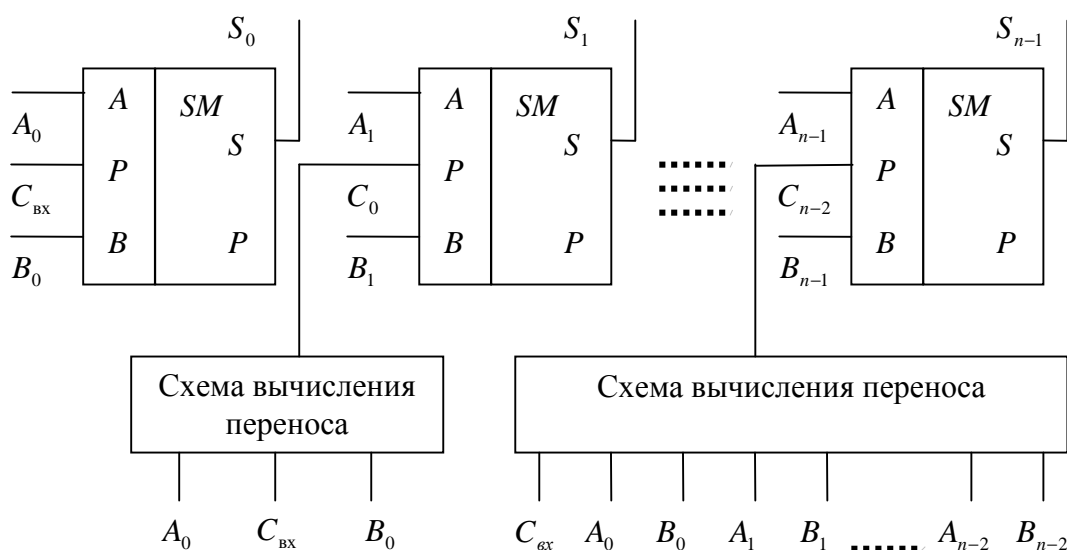 S₀ S₁ Sₙ₋₁
A SM A SM A SM
A₀ S A₁ S Aₙ₋₁ S
P P P
Cвх C₀ Cₙ₋₂
B P B P B P
B₀ B₁ Bₙ₋₁
Схема вычисления
переноса
Схема вычисления переноса
A₀ Cвх B₀ Cвх A₀ B₀ A₁ B₁ Aₙ₋₂ Bₙ₋₂